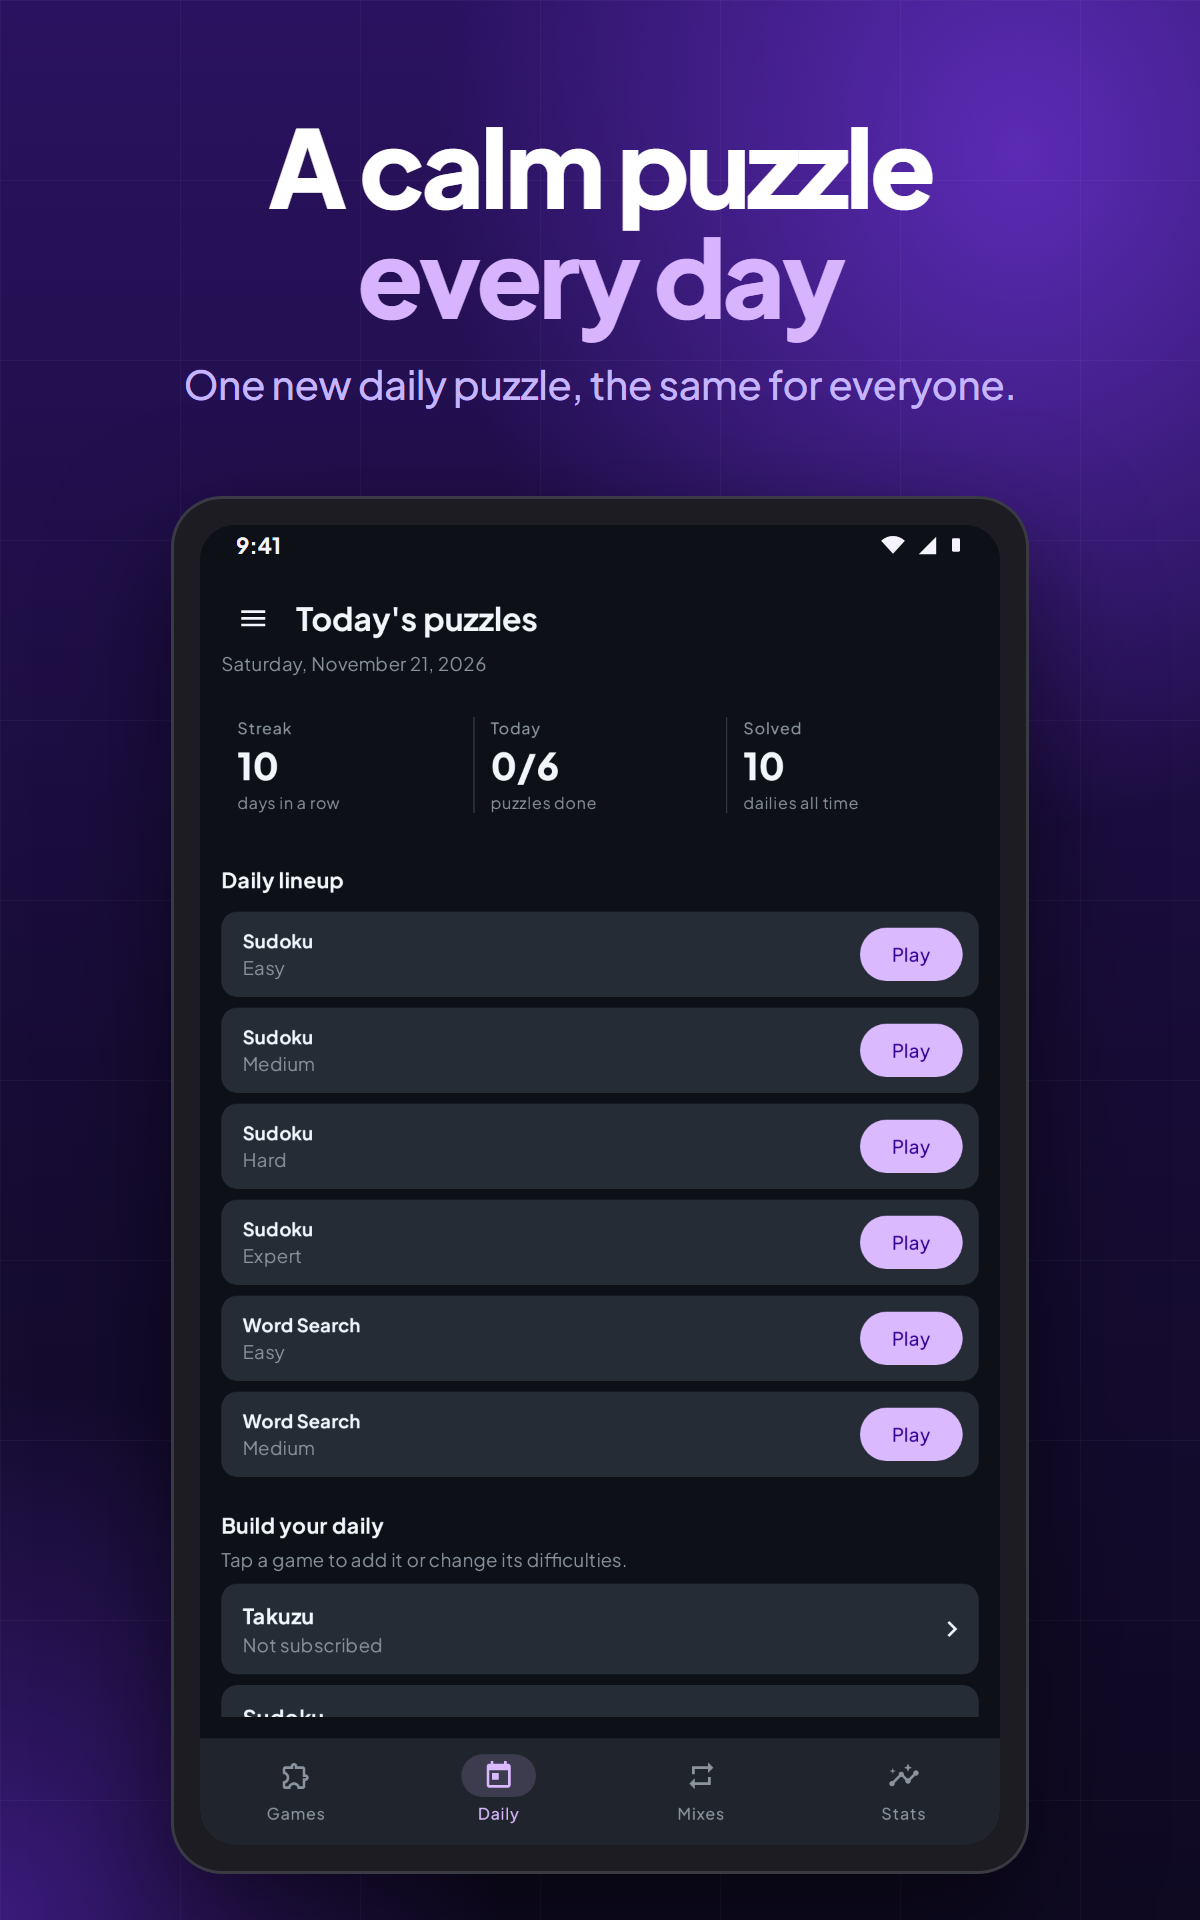 A calm puzzle
every day
One new daily puzzle, the same for everyone.
9:41
Today's puzzles
Saturday, November 21, 2026
Streak
10
days in a row
Today
0/6
puzzles done
Solved
10
dailies all time
Daily lineup
Sudoku
Easy
Play
Sudoku
Medium
Play
Sudoku
Hard
Play
Sudoku
Expert
Play
Word Search
Easy
Play
Word Search
Medium
Play
Build your daily
Tap a game to add it or change its difficulties.
Takuzu
Not subscribed
Sudoku
Games
Daily
Mixes
Stats